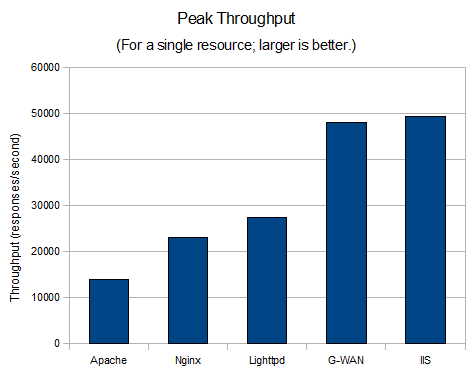 Peak Throughput
(For a single resource; larger is better.)
Throughput (responses/second)
60000
50000
40000
30000
20000
10000
0
Apache Nginx Lighttpd G-WAN IIS